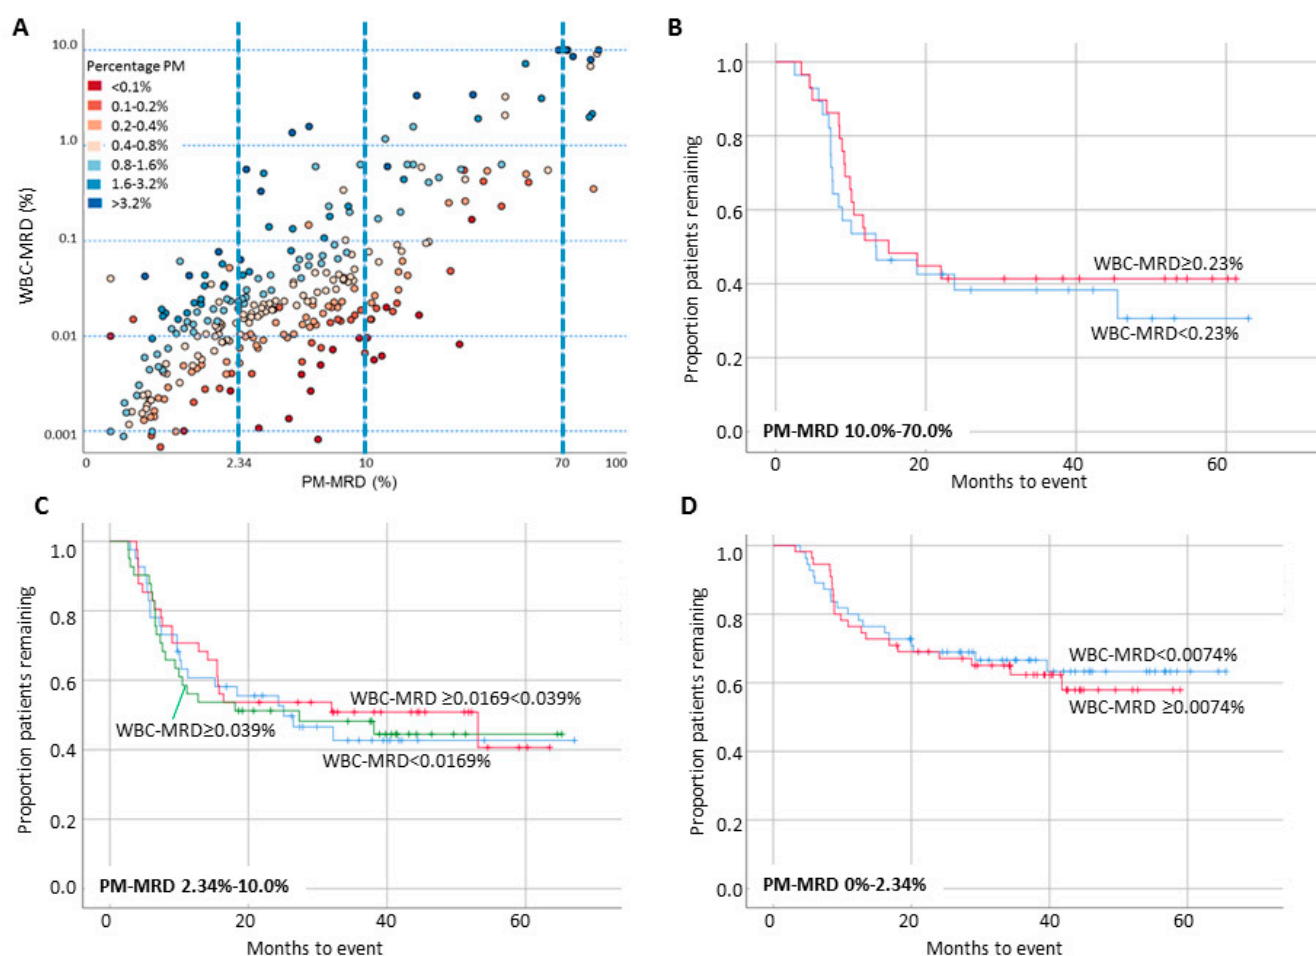 A
WBC-MRD (%)
10.0
1.0
0.1
0.01
0.001
Percentage PM
<0.1%
0.1-0.2%
0.2-0.4%
0.4-0.8%
0.8-1.6%
1.6-3.2%
>3.2%
0 2.34 10 70 100
PM-MRD (%)
B
Proportion patients remaining
1.0
0.8
0.6
0.4
0.2
0.0
WBC-MRD≥0.23%
WBC-MRD<0.23%
PM-MRD 10.0%-70.0%
0 20 40 60
Months to event
C
Proportion patients remaining
1.0
0.8
0.6
0.4
0.2
0.0
WBC-MRD ≥0.0169<0.039%
WBC-MRD≥0.039%
WBC-MRD<0.0169%
PM-MRD 2.34%-10.0%
0 20 40 60
Months to event
D
Proportion patients remaining
1.0
0.8
0.6
0.4
0.2
0.0
WBC-MRD<0.0074%
WBC-MRD ≥0.0074%
PM-MRD 0%-2.34%
0 20 40 60
Months to event